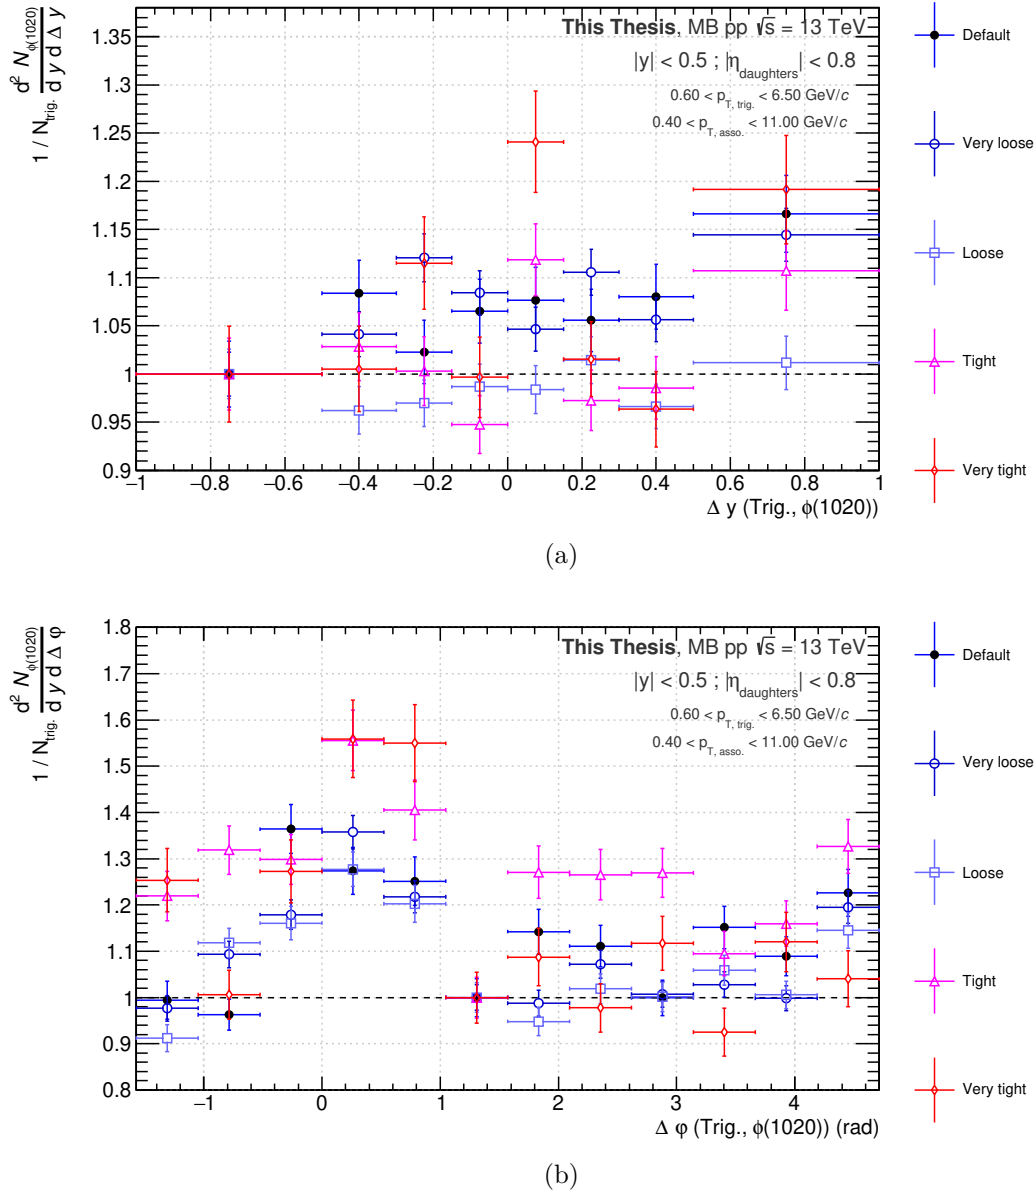 1 / N_trig. d² N_ϕ(1020) / d y d Δ y
1.35
1.3
1.25
1.2
1.15
1.1
1.05
1
0.95
0.9
This Thesis, MB pp √s = 13 TeV
|y| < 0.5 ; |η_daughters| < 0.8
0.60 < p_T, trig. < 6.50 GeV/c
0.40 < p_T, asso. < 11.00 GeV/c
−1 −0.8 −0.6 −0.4 −0.2 0 0.2 0.4 0.6 0.8 1
Δ y (Trig., ϕ(1020))
Default
Very loose
Loose
Tight
Very tight
(a)
1 / N_trig. d² N_ϕ(1020) / d y d Δ φ
1.8
1.7
1.6
1.5
1.4
1.3
1.2
1.1
1
0.9
0.8
This Thesis, MB pp √s = 13 TeV
|y| < 0.5 ; |η_daughters| < 0.8
0.60 < p_T, trig. < 6.50 GeV/c
0.40 < p_T, asso. < 11.00 GeV/c
−1 0 1 2 3 4
Δ φ (Trig., ϕ(1020)) (rad)
Default
Very loose
Loose
Tight
Very tight
(b)